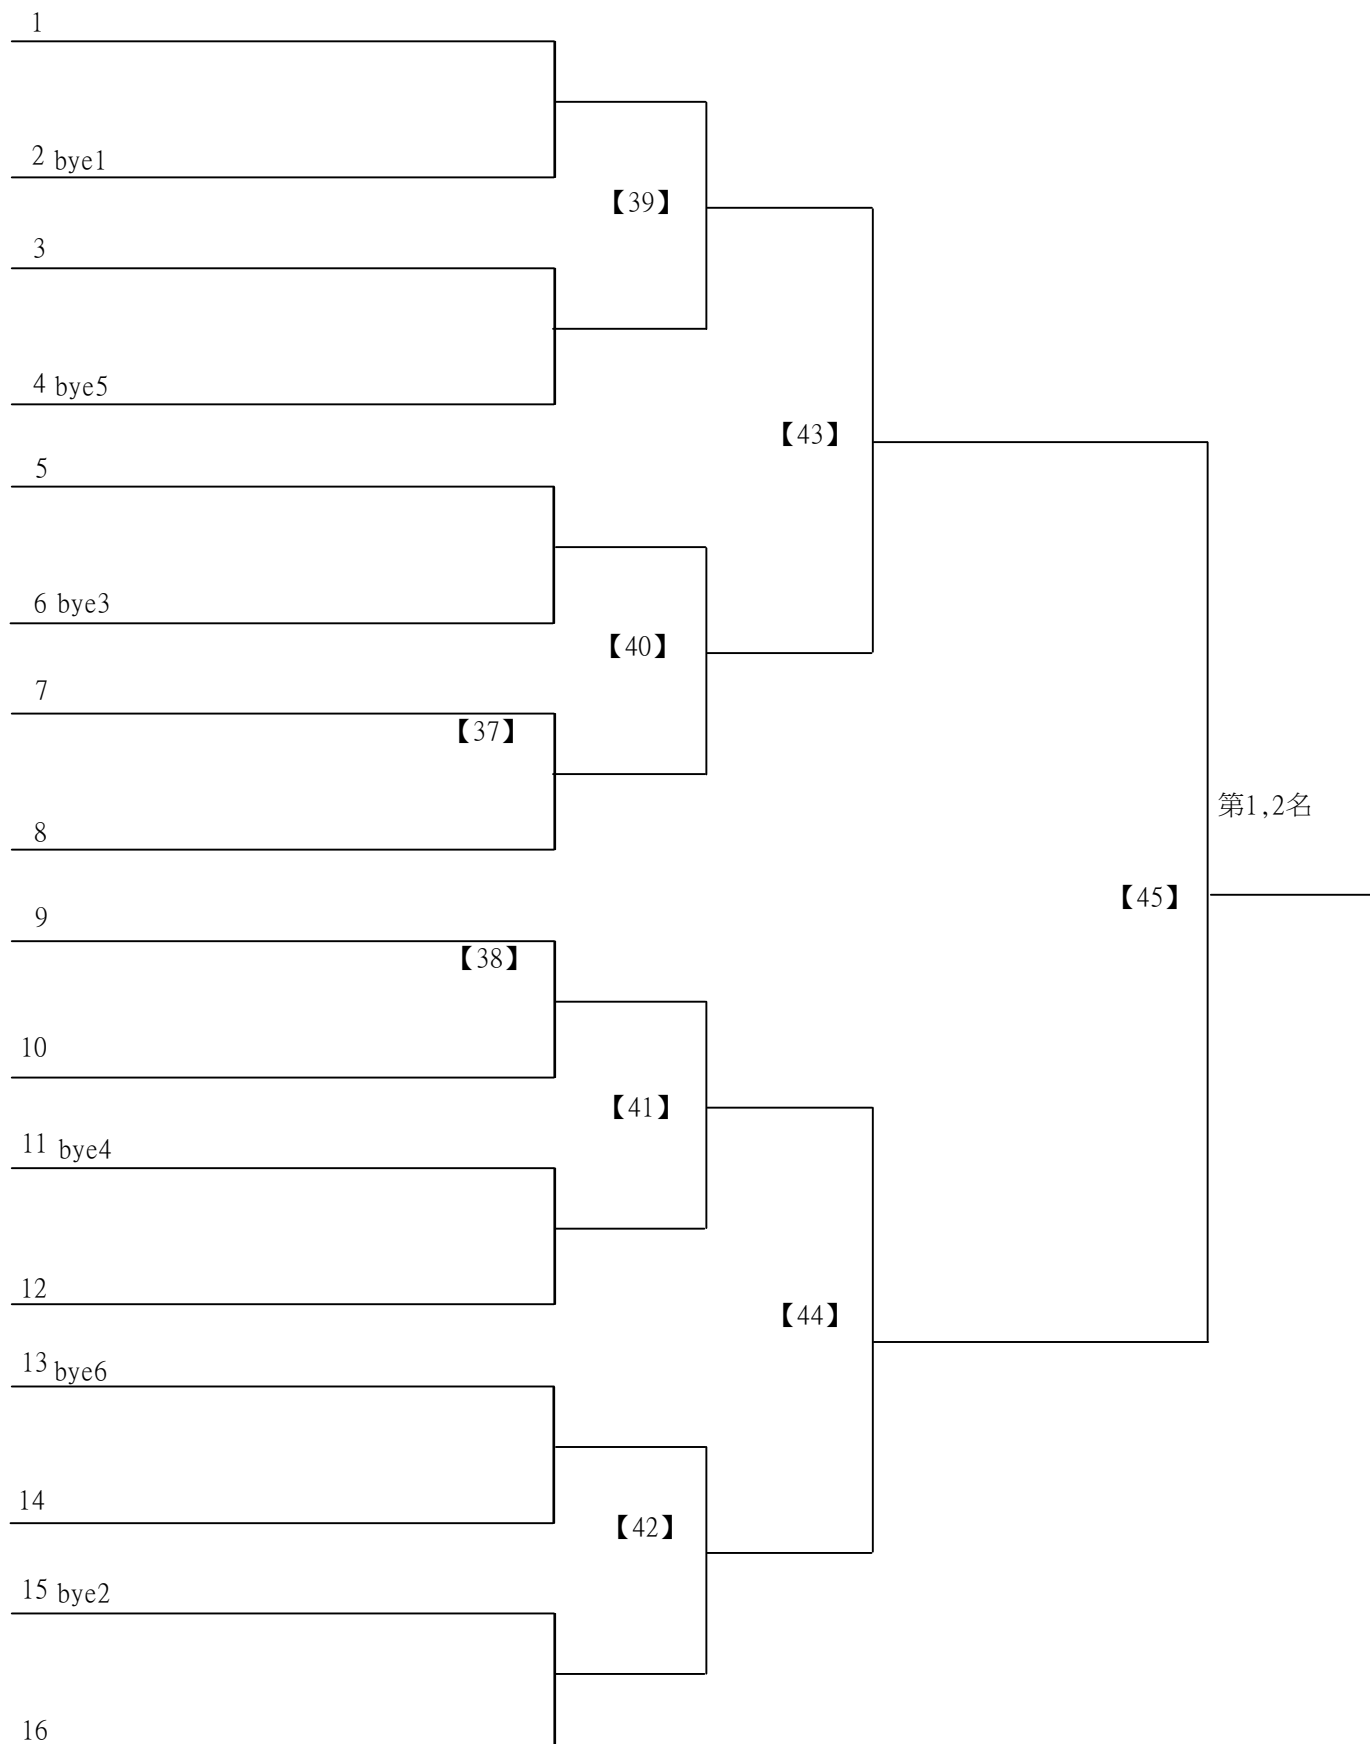 1
2 bye1
【39】
3
4 bye5
【43】
5
6 bye3
【40】
7
【37】
第1,2名
8
【45】
9
【38】
10
【41】
11 bye4
12
【44】
13 bye6
14
【42】
15 bye2
16